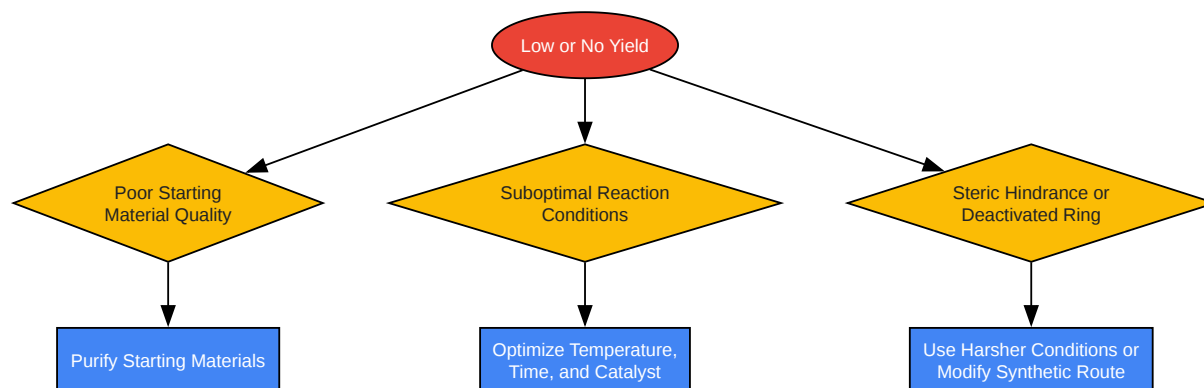 Low or No Yield
Poor Starting
Material Quality
Suboptimal Reaction
Conditions
Steric Hindrance or
Deactivated Ring
Purify Starting Materials
Optimize Temperature,
Time, and Catalyst
Use Harsher Conditions or
Modify Synthetic Route